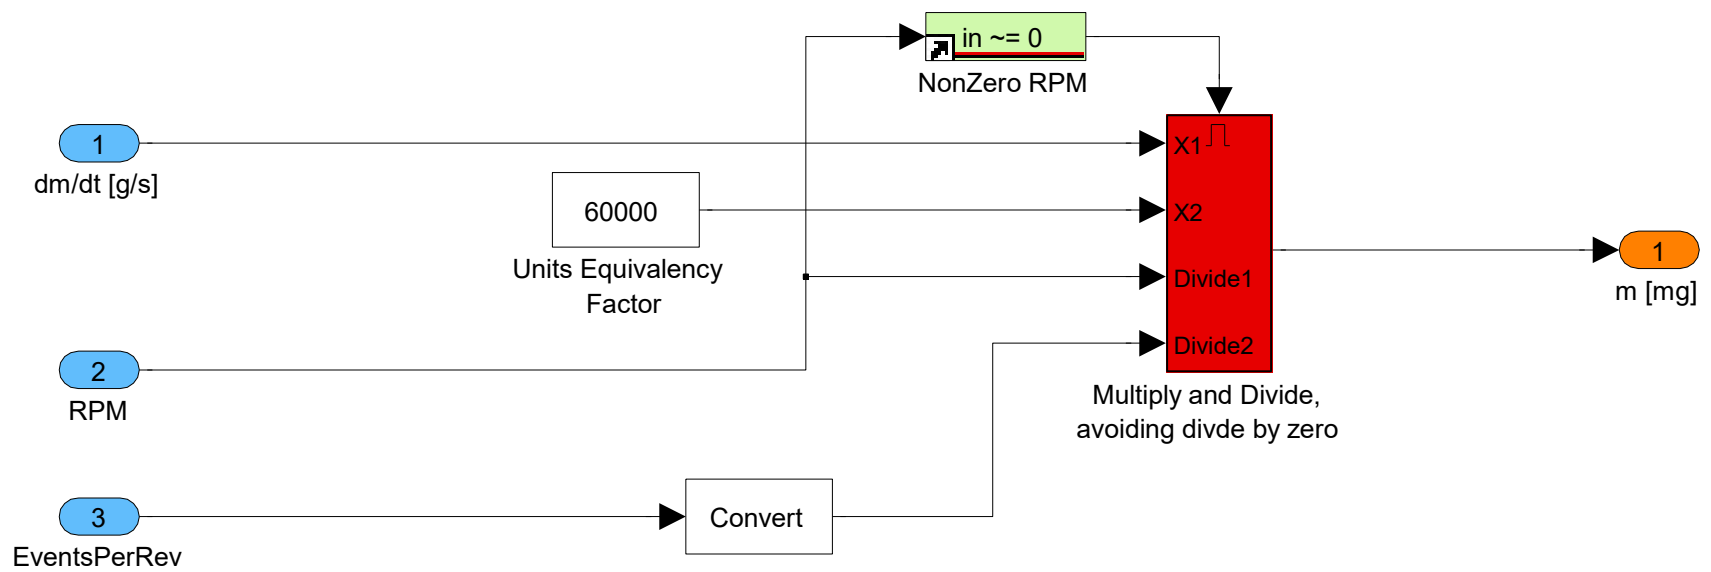 in ~= 0
NonZero RPM
1
dm/dt [g/s]
X1
60000
X2
Units Equivalency
Factor
Divide1
1
m [mg]
2
RPM
Divide2
Multiply and Divide,
avoiding divde by zero
3
EventsPerRev
Convert